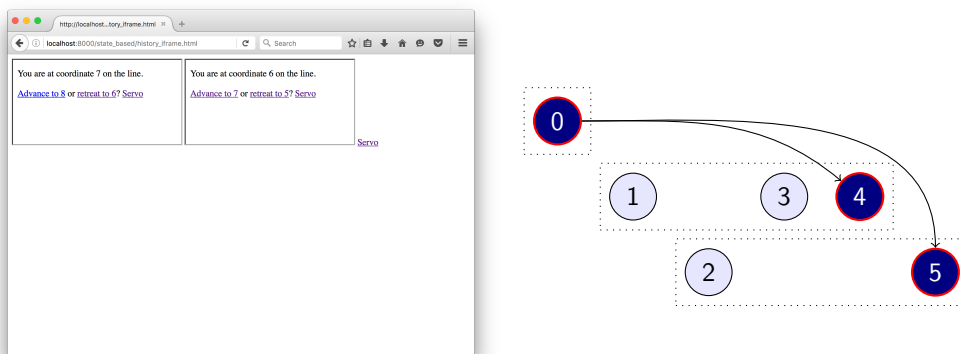 http://localhost...tory_iframe.html × +
localhost:8000/state_based/history_iframe.html
Search
You are at coordinate 7 on the line.
Advance to 8 or retreat to 6? Servo
You are at coordinate 6 on the line.
Advance to 7 or retreat to 5? Servo
Servo
0
1 3 4
2 5